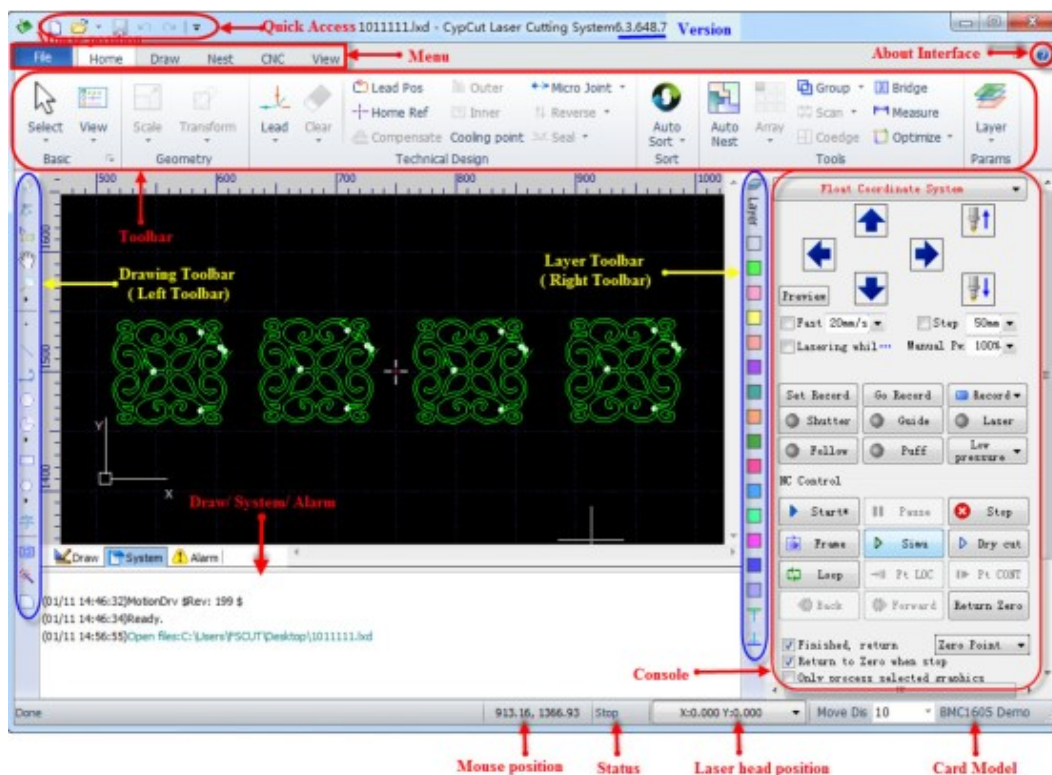 Quick Access 1011111.lxd - CypCut Laser Cutting System6.3.648.7 Version
Mouse position
File Home Draw Nest CNC View Menu About Interface
Lead Pos Outer Micro Joint Group Bridge
Home Ref Inner Reverse Scan Measure
Select View Scale Transform Lead Clear Compensate Cooling point Seal Auto Sort Auto Nest Array Coedge Optimize Layer
Basic Geometry Technical Design Sort Tools Params
500 600 700 800 900 1000
Float Coordinate System
Layer
Toolbar
1600
Drawing Toolbar
( Left Toolbar)
Layer Toolbar
( Right Toolbar)
Preview
Fast 20mm/s Step 50mm
Lasering whil... Manual Pw: 100%
1500
Set Record Go Record Record
Shutter Guide Laser
Follow Puff Low pressure
Y
X
1400
NC Control
Draw/ System/ Alarm
Start* Pause Stop
Draw System Alarm
Frame Simu Dry cut
Loop Pt LOC Pt CONT
Back Forward Return Zero
(01/11 14:46:32)MotionDrv $Rev: 199 $
(01/11 14:46:34)Ready.
(01/11 14:56:55)Open files:C:\Users\FSCUT\Desktop\1011111.lxd
Finished, return Zero Point
Return to Zero when stop
Only process selected graphics
Console
Done 913.16, 1366.93 Stop X:0.000 Y:0.000 Move Dis 10 BMC1605 Demo
Mouse position Status Laser head position Card Model